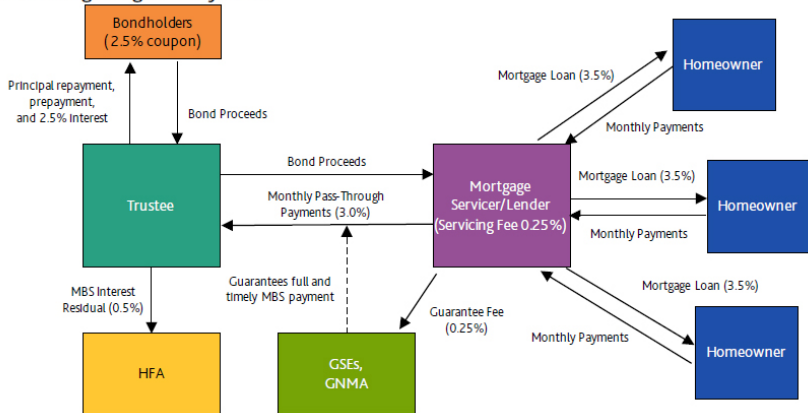 Bondholders
(2.5% coupon)
Principal repayment,
prepayment,
and 2.5% interest
Bond Proceeds
Mortgage Loan (3.5%)
Homeowner
Monthly Payments
Bond Proceeds
Trustee
Monthly Pass-Through
Payments (3.0%)
Mortgage
Servicer/Lender
(Servicing Fee 0.25%)
Mortgage Loan (3.5%)
Homeowner
Monthly Payments
MBS Interest
Residual (0.5%)
Guarantees full and
timely MBS payment
Guarantee Fee
(0.25%)
Mortgage Loan (3.5%)
Monthly Payments
Homeowner
HFA
GSEs,
GNMA